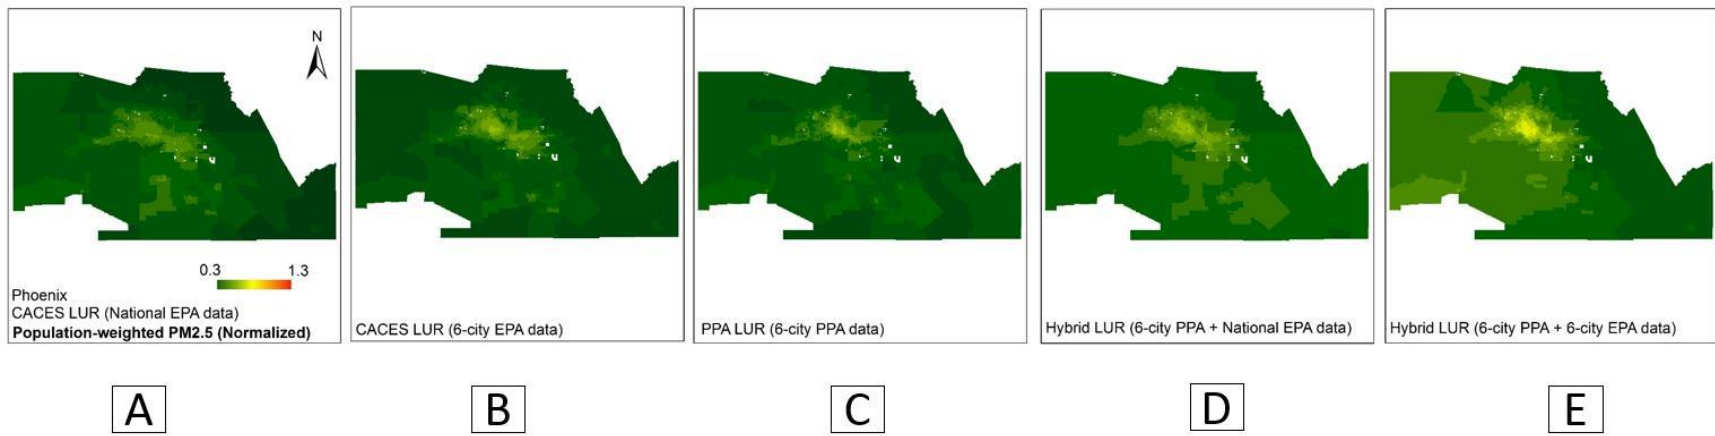 N
0.3 1.3
Phoenix
CACES LUR (National EPA data)
Population-weighted PM2.5 (Normalized)
CACES LUR (6-city EPA data)
PPA LUR (6-city PPA data)
Hybrid LUR (6-city PPA + National EPA data)
Hybrid LUR (6-city PPA + 6-city EPA data)
A
B
C
D
E